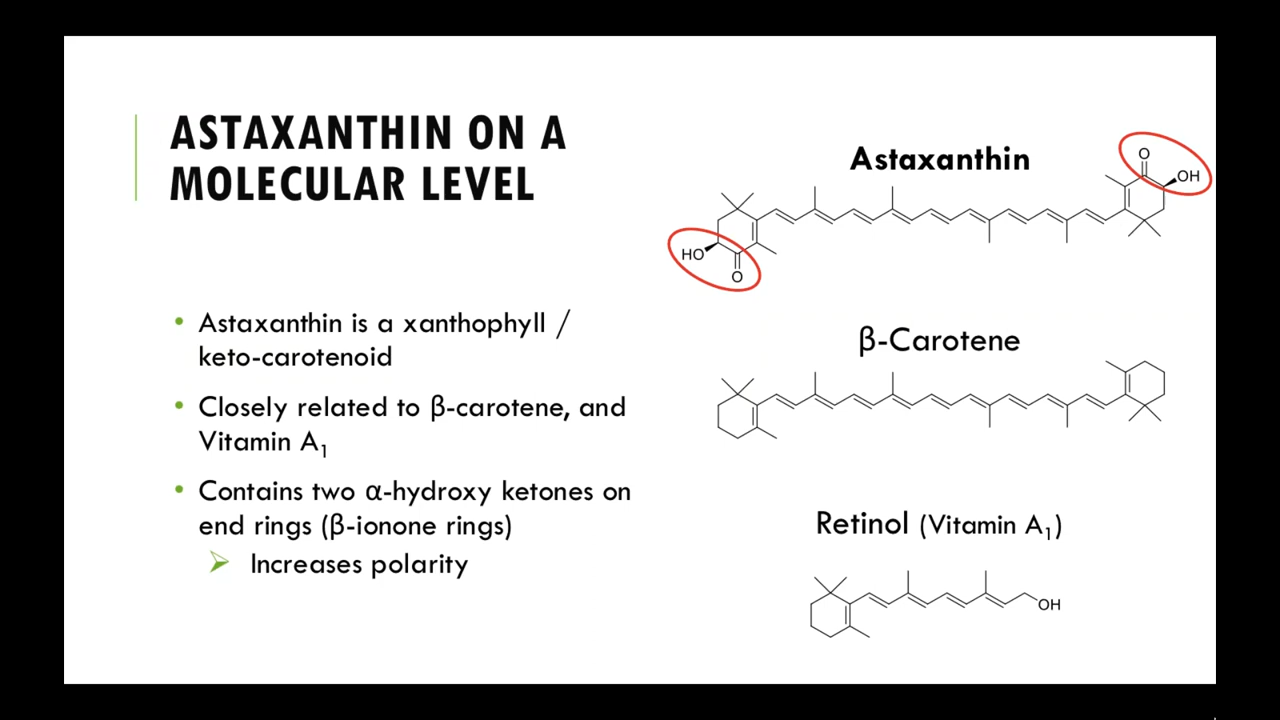 ASTAXANTHIN ON A
MOLECULAR LEVEL
• Astaxanthin is a xanthophyll /
keto-carotenoid
• Closely related to β-carotene, and
Vitamin A₁
• Contains two α-hydroxy ketones on
end rings (β-ionone rings)
➢ Increases polarity
Astaxanthin
O
OH
HO
O
β-Carotene
Retinol (Vitamin A₁)
OH